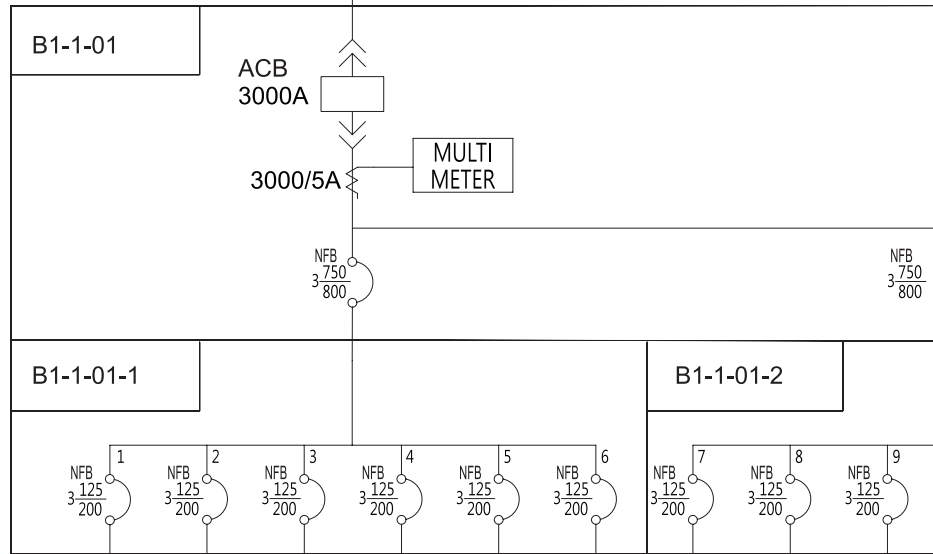 B1-1-01
ACB
3000A
MULTI
METER
3000/5A
NFB
3 750
800
NFB
3 750
800
B1-1-01-1
B1-1-01-2
1
NFB
3 125
200
2
NFB
3 125
200
3
NFB
3 125
200
4
NFB
3 125
200
5
NFB
3 125
200
6
NFB
3 125
200
7
NFB
3 125
200
8
NFB
3 125
200
9
NFB
3 125
200